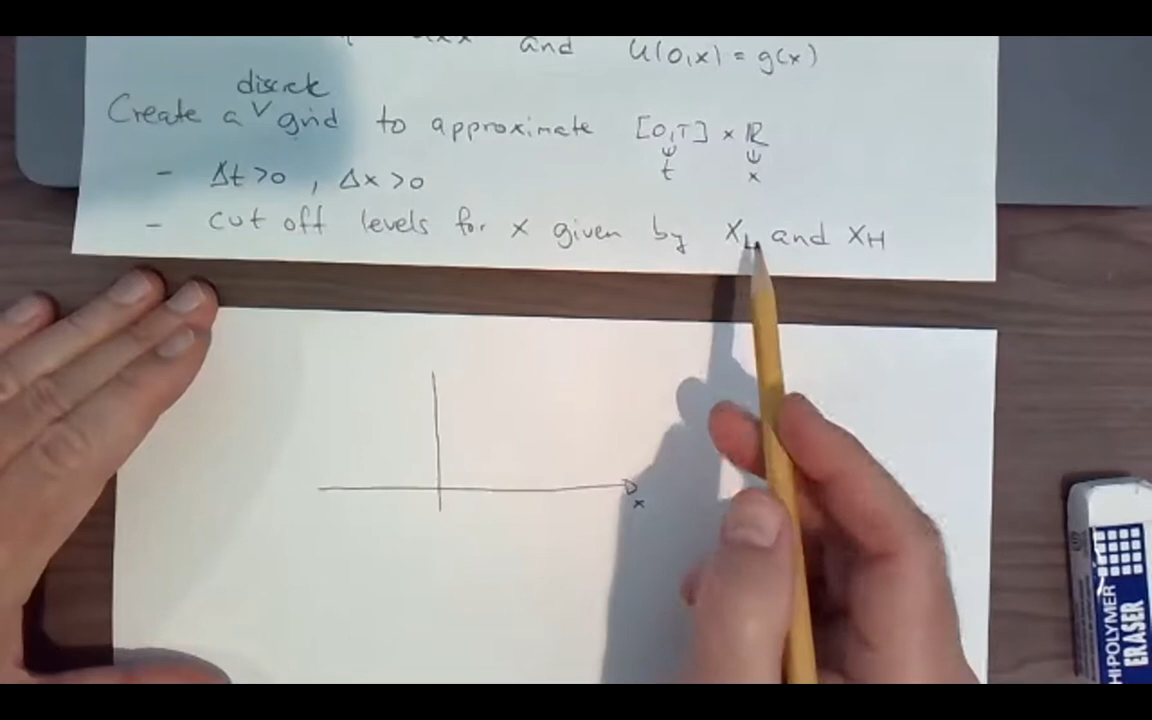 uxx and U(0,x) = g(x)
discrete
Create a V grid to approximate [0,T] × ℝ
Ψ Ψ
t x
- Δt>0 , Δx>0
- cut off levels for x given by XL and XH
x
HI-POLYMER
ERASER